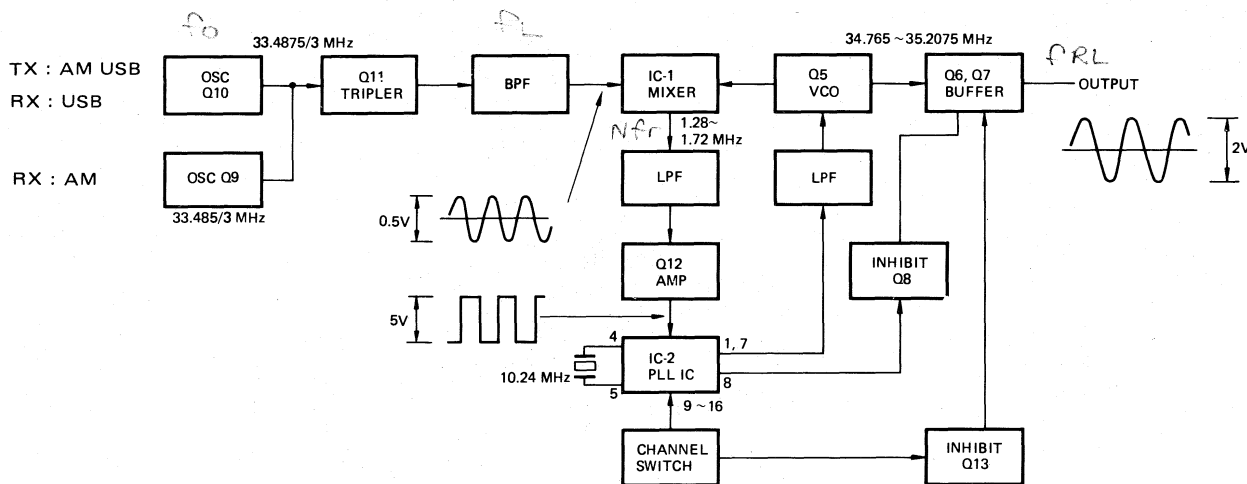 fo
fL
33.4875/3 MHz
34.765~35.2075 MHz
fRL
TX : AM USB
RX : USB
OSC
Q10
Q11
TRIPLER
BPF
IC-1
MIXER
Q5
VCO
Q6, Q7
BUFFER
OUTPUT
Nfr
1.28~
1.72 MHz
2V
RX : AM
OSC Q9
33.485/3 MHz
LPF
LPF
0.5V
Q12
AMP
INHIBIT
Q8
5V
4
1, 7
IC-2
PLL IC
10.24 MHz
5
8
9 ~ 16
CHANNEL
SWITCH
INHIBIT
Q13